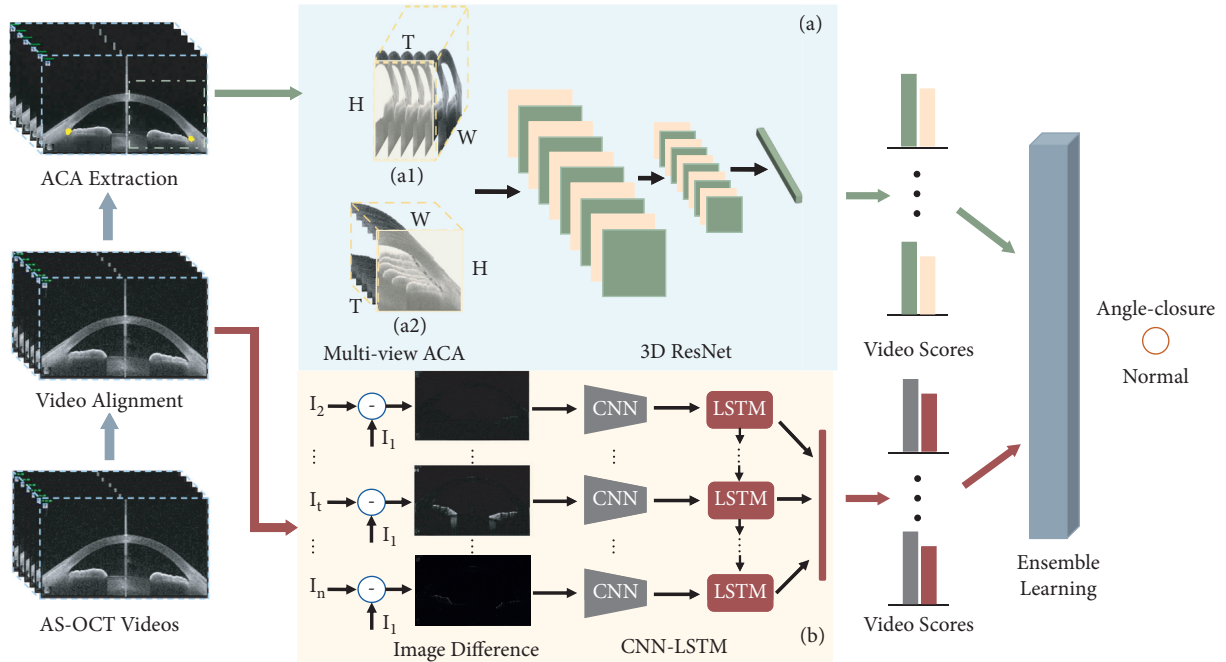 ACA Extraction
Video Alignment
AS-OCT Videos
(a)
T
H
W
(a1)
W
H
T
(a2)
Multi-view ACA
3D ResNet
I2
-
I1
CNN
LSTM
It
-
I1
CNN
LSTM
In
-
I1
CNN
LSTM
Image Difference
CNN-LSTM
(b)
Video Scores
Video Scores
Ensemble
Learning
Angle-closure
Normal